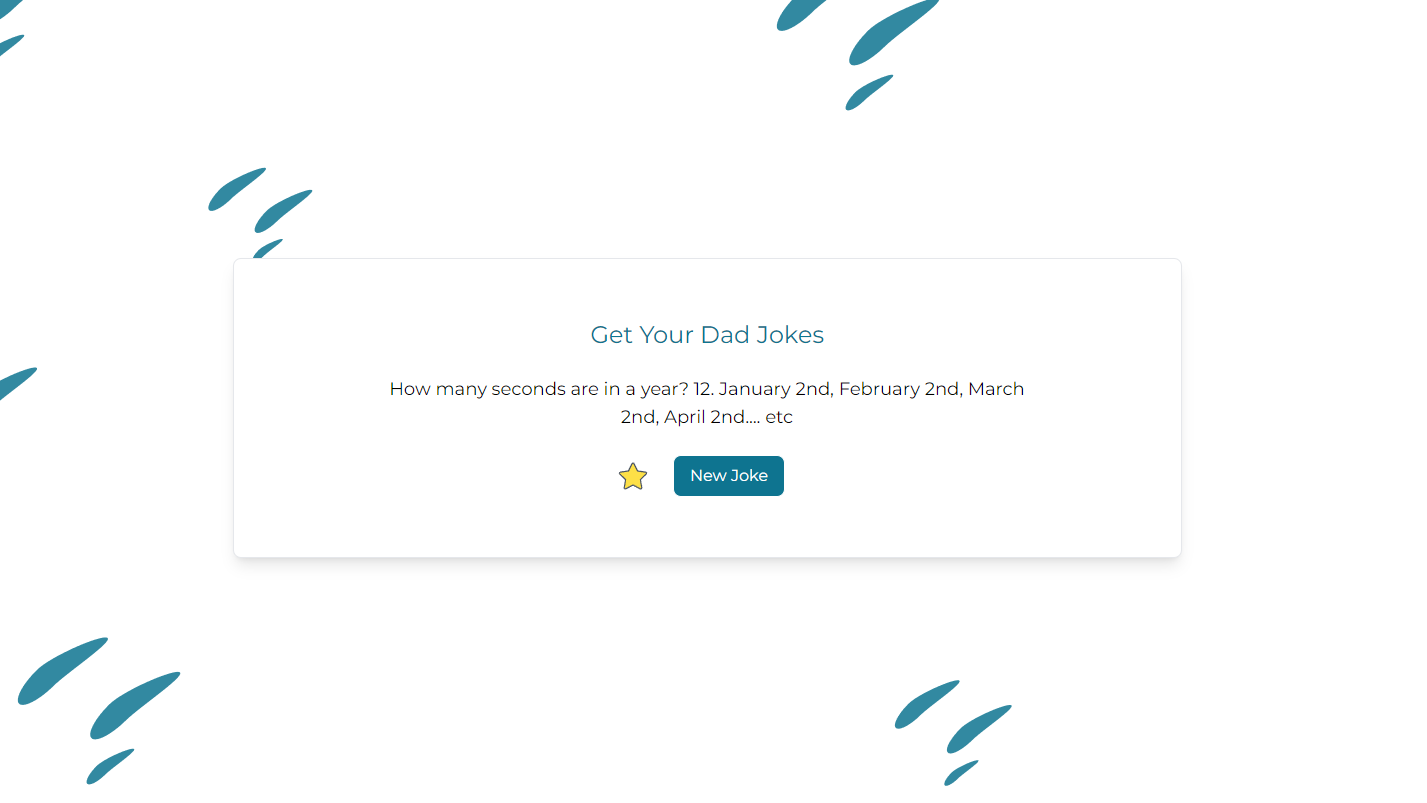 Get Your Dad Jokes
How many seconds are in a year? 12. January 2nd, February 2nd, March
2nd, April 2nd.... etc
New Joke